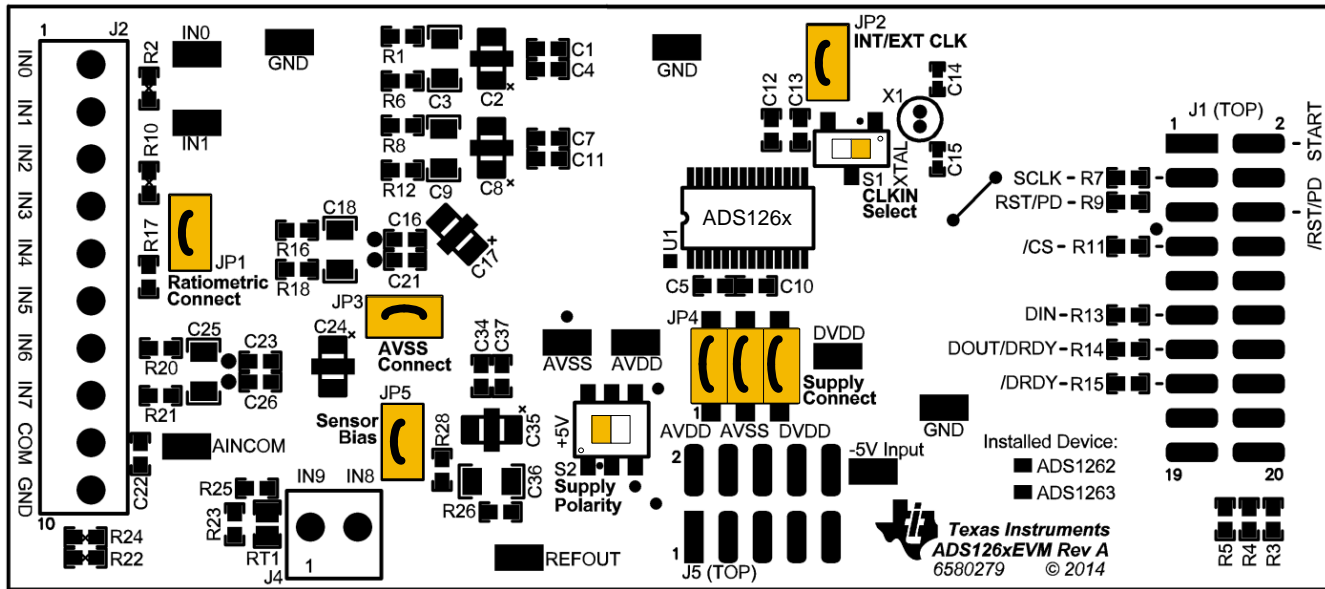 1
J2
IN0
IN1
IN2
IN3
IN4
IN5
IN6
IN7
COM
GND
10
R2
IN0
R10
IN1
R17
JP1
Ratiometric
Connect
GND
R1
R6
C3
C2
C1
C4
R8
R12
C9
C8
C7
C11
R16
R18
C18
C16
C21
C17
GND
JP2
INT/EXT CLK
C12
C13
X1
C14
C15
XTAL
S1
CLKIN
Select
ADS126x
U1
C5
C10
J1 (TOP)
1
2
START
/RST/PD
SCLK
R7
RST/PD
R9
/CS
R11
DIN
R13
DOUT/DRDY
R14
/DRDY
R15
19
20
R20
R21
C25
C23
C26
C24
JP3
AVSS
Connect
C34
C37
AVSS
AVDD
JP4
DVDD
Supply
Connect
1
AVDD
AVSS
DVDD
AINCOM
C22
Sensor
Bias
JP5
R28
C35
C36
R26
+5V
S2
Supply
Polarity
2
1
J5 (TOP)
-5V Input
GND
Installed Device:
ADS1262
ADS1263
R24
R22
R25
R23
RT1
IN9
IN8
1
J4
REFOUT
Texas Instruments
ADS126xEVM Rev A
6580279 © 2014
R5
R4
R3